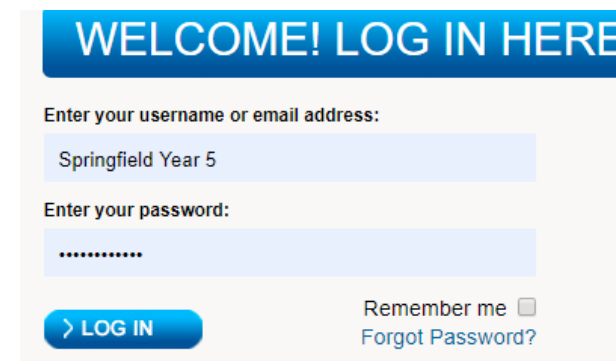 WELCOME! LOG IN HERE
Enter your username or email address:
Springfield Year 5
Enter your password:
••••••••••••
Remember me
> LOG IN
Forgot Password?